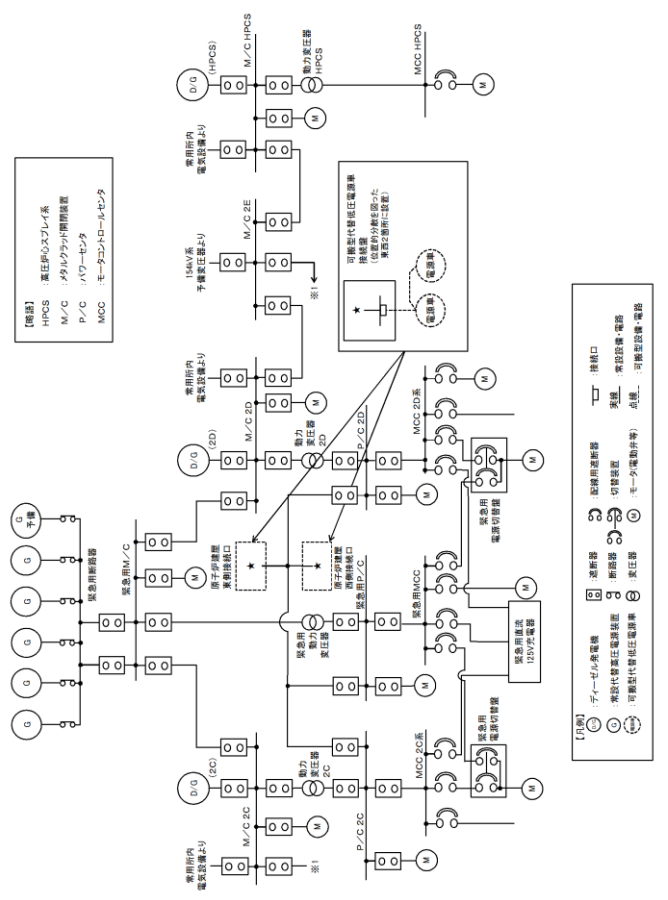 【略語】
HPCS :高圧炉心スプレイ系
M/C :メタルクラッド開閉装置
P/C :パワーセンタ
MCC :モータコントロールセンタ
G
G
G
G
G
G
予備
緊急用断路器
緊急用M/C
M
常用所内
電気設備より
D/G
(2C)
M/C 2C
M
※1
動力
変圧器
2C
P/C 2C
M
MCC 2C系
緊急用
電源切替盤
M
緊急用
動力
変圧器
緊急用P/C
M
緊急用MCC
M
緊急用直流
125V充電器
原子炉建屋
東側接続口
★
原子炉建屋
西側接続口
★
D/G
(2D)
常用所内
電気設備より
M/C 2D
M
動力
変圧器
2D
P/C 2D
M
MCC 2D系
M
緊急用
電源切替盤
M
154kV系
予備変圧器より
M/C 2E
※1
可搬型代替低圧電源車
接続盤
(位置的分散を図った
東西2箇所に設置)
★
電源車
電源車
常用所内
電気設備より
D/G
(HPCS)
M/C HPCS
M
動力変圧器
HPCS
MCC HPCS
M
【凡例】
D/G :ディーゼル発電機
G :常設代替高圧電源装置
:可搬型代替低圧電源車
:遮断器
:断路器
:変圧器
:配線用遮断器
:切替装置
M :モータ(電動弁等)
:接続口
実線 :常設設備・電路
点線 :可搬型設備・電路